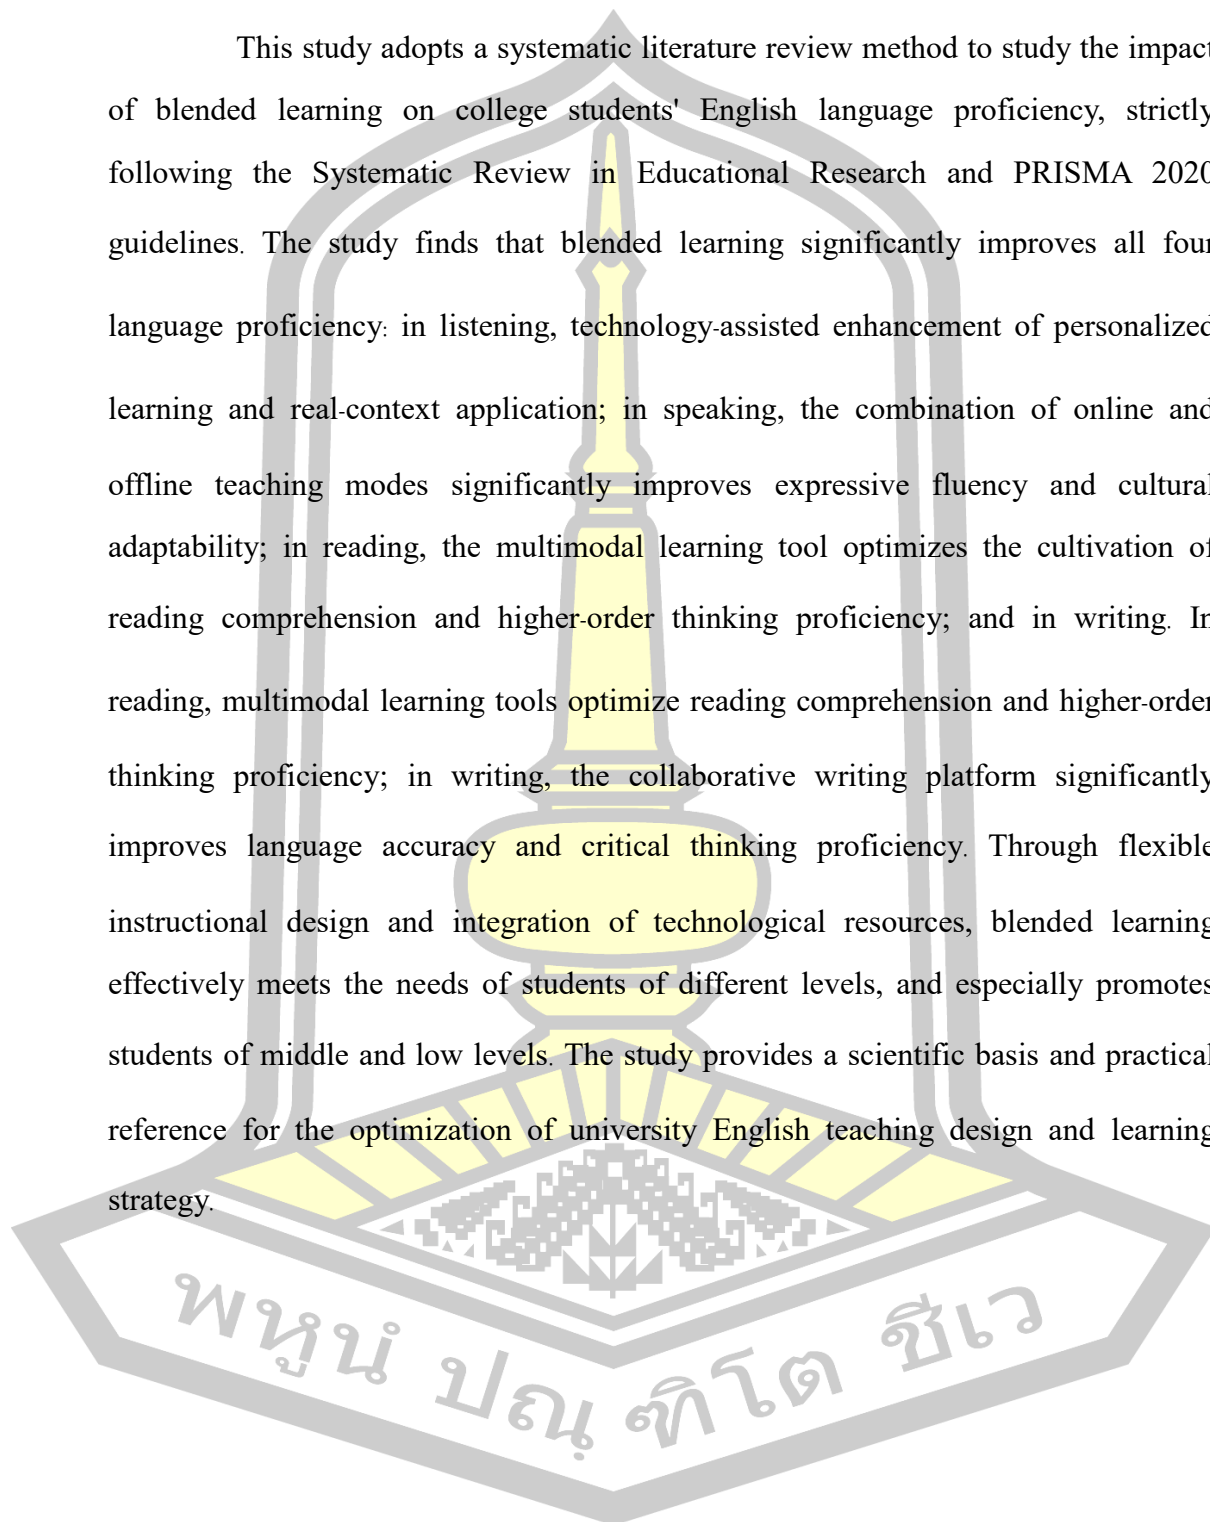 This study adopts a systematic literature review method to study the impact
of blended learning on college students' English language proficiency, strictly
following the Systematic Review in Educational Research and PRISMA 2020
guidelines. The study finds that blended learning significantly improves all four
language proficiency: in listening, technology-assisted enhancement of personalized
learning and real-context application; in speaking, the combination of online and
offline teaching modes significantly improves expressive fluency and cultural
adaptability; in reading, the multimodal learning tool optimizes the cultivation of
reading comprehension and higher-order thinking proficiency; and in writing. In
reading, multimodal learning tools optimize reading comprehension and higher-order
thinking proficiency; in writing, the collaborative writing platform significantly
improves language accuracy and critical thinking proficiency. Through flexible
instructional design and integration of technological resources, blended learning
effectively meets the needs of students of different levels, and especially promotes
students of middle and low levels. The study provides a scientific basis and practical
reference for the optimization of university English teaching design and learning
strategy.
พหูนํ ปณฺฑิโต ชีเว